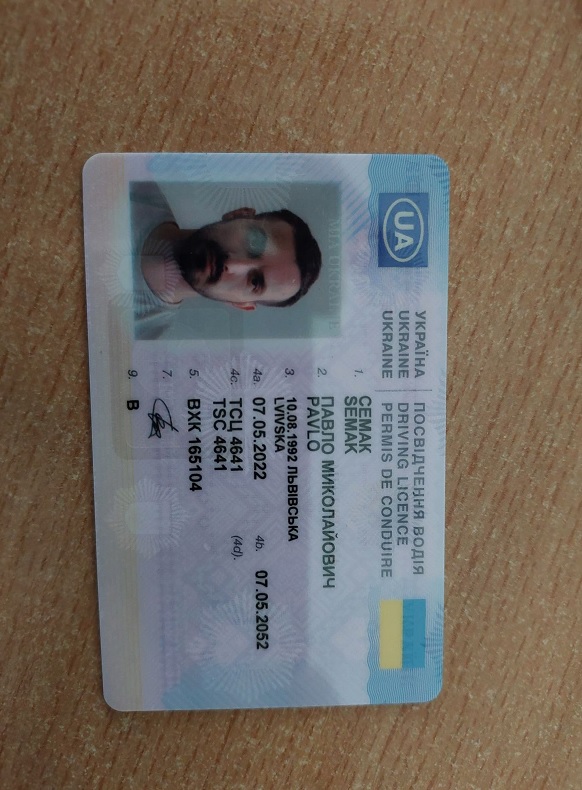 UA
УКРАЇНА ПОСВІДЧЕННЯ ВОДІЯ
UKRAINE DRIVING LICENCE
UKRAINE PERMIS DE CONDUIRE
1. СЕМАК
SEMAK
2. ПАВЛО МИКОЛАЙОВИЧ
PAVLO
3. 10.08.1992 ЛЬВІВСЬКА
LVIVSKA
4a. 07.05.2022 4b. 07.05.2052
4c. ТСЦ 4641 (4d).
TSC 4641
5. ВХК 165104
7.
9. B